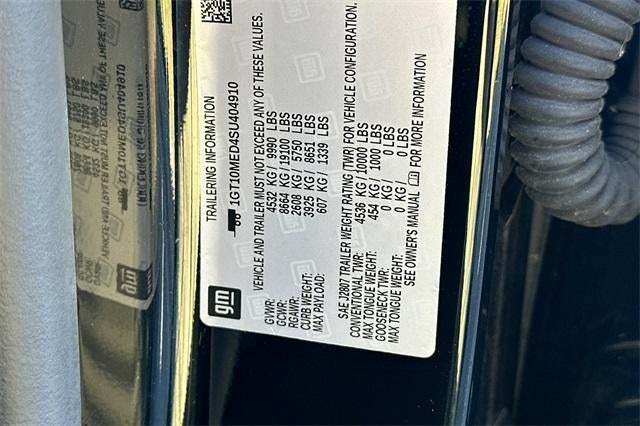 TRAILERING INFORMATION
1GT10MED4SU404910
VEHICLE AND TRAILER MUST NOT EXCEED ANY OF THESE VALUES.
GVWR: 4532 KG / 9990 LBS
GCWR: 8664 KG / 19100 LBS
RGAWR: 2608 KG / 5750 LBS
CURB WEIGHT: 3925 KG / 8651 LBS
MAX PAYLOAD: 607 KG / 1339 LBS
SAE J2807 TRAILER WEIGHT RATING (TWR) FOR VEHICLE CONFIGURATION.
CONVENTIONAL TWR: 4536 KG / 10000 LBS
MAX TONGUE WEIGHT: 454 KG / 1000 LBS
GOOSENECK TWR: 0 KG / 0 LBS
MAX TONGUE WEIGHT: 0 KG / 0 LBS
SEE OWNER'S MANUAL FOR MORE INFORMATION
gm